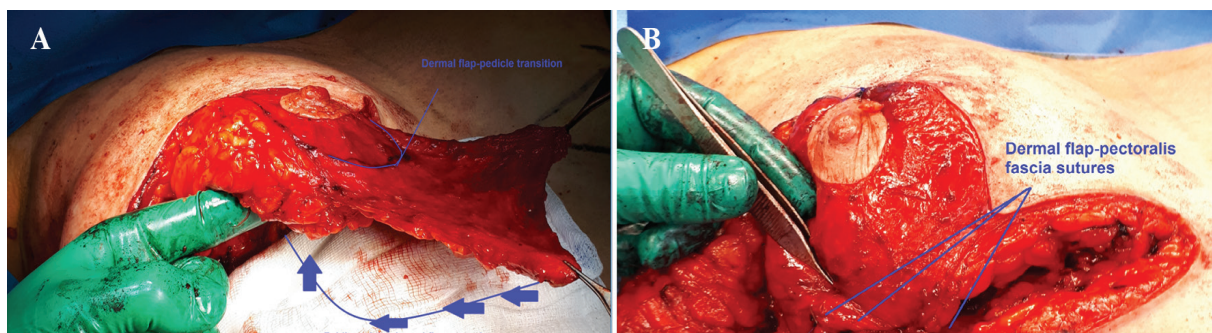 A
Dermal flap-pedicle transition
B
Dermal flap-pectoralis
fascia sutures